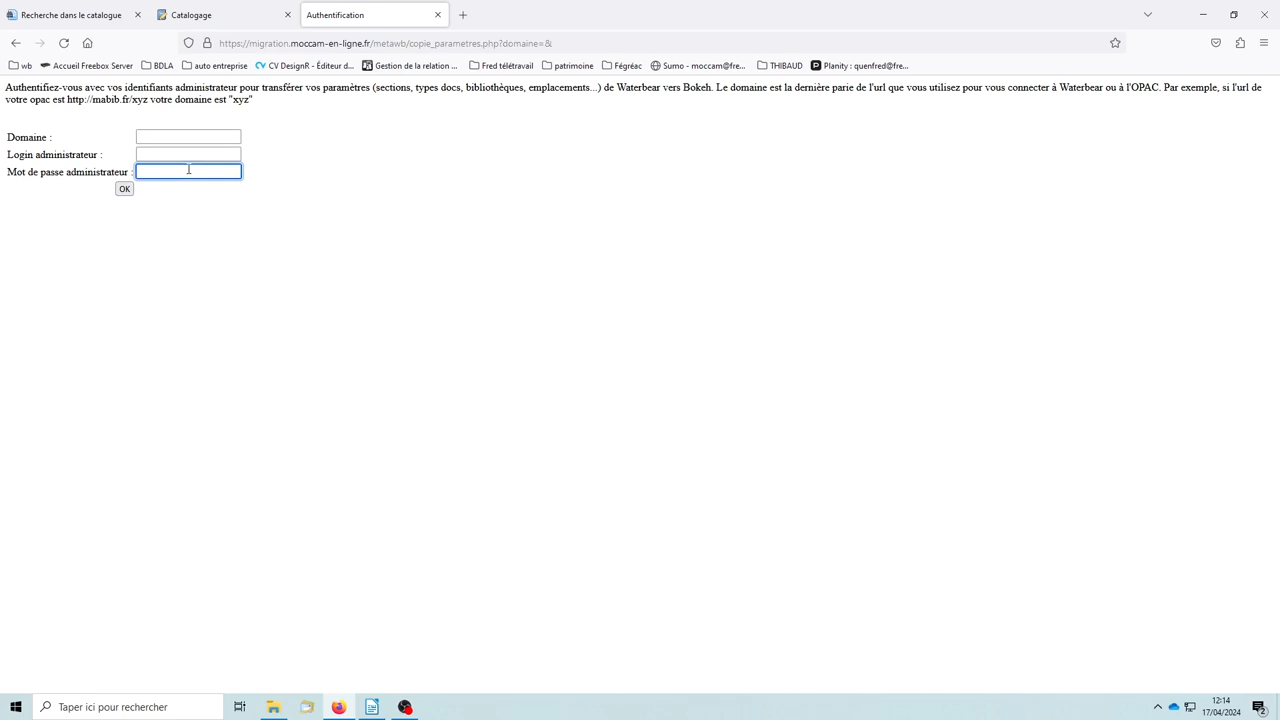 Recherche dans le catalogue
Catalogage
Authentification
https://migration.moccam-en-ligne.fr/metawb/copie_parametres.php?domaine=&
wb
Accueil Freebox Server
BDLA
auto entreprise
CV DesignR - Éditeur d...
Gestion de la relation ...
Fred télétravail
patrimoine
Fégréac
Sumo - moccam@fre...
THIBAUD
Planity : quenfred@fre...
Authentifiez-vous avec vos identifiants administrateur pour transférer vos paramètres (sections, types docs, bibliothèques, emplacements...) de Waterbear vers Bokeh. Le domaine est la dernière parie de l'url que vous utilisez pour vous connecter à Waterbear ou à l'OPAC. Par exemple, si l'url de
votre opac est http://mabib.fr/xyz votre domaine est "xyz"
Domaine :
Login administrateur :
Mot de passe administrateur :
OK
Taper ici pour rechercher
12:14
17/04/2024
2